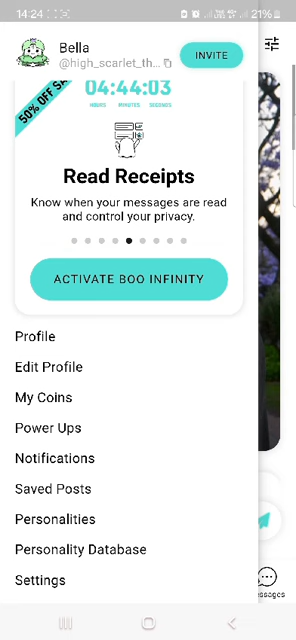 14:24
21%
Bella
@high_scarlet_th...
INVITE
50% OFF SA
04:44:03
HOURS MINUTES SECONDS
Read Receipts
Know when your messages are read
and control your privacy.
ACTIVATE BOO INFINITY
Profile
Edit Profile
My Coins
Power Ups
Notifications
Saved Posts
Personalities
Personality Database
Settings
essages